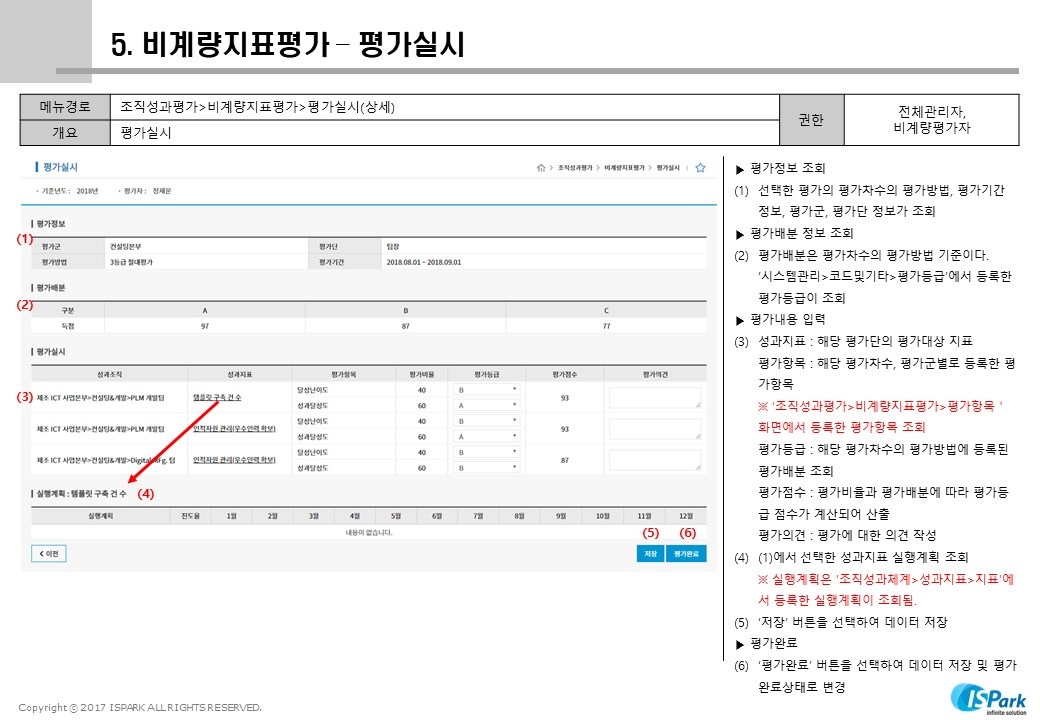 5. 비계량지표평가 – 평가실시
메뉴경로 조직성과평가>비계량지표평가>평가실시(상세) 권한 전체관리자,
비계량평가자
개요 평가실시
평가실시
조직성과평가 > 비계량지표평가 > 평가실시
기준년도 : 2018년 평가자 : 장재운
평가정보
(1)
평가군 컨설팅본부 평가단 팀장
평가방법 3등급 절대평가 평가기간 2018.08.01 ~ 2018.09.01
평가배분
(2)
구분 A B C
득점 97 87 77
평가실시
성과조직 성과지표 평가항목 평가비율 평가등급 평가점수 평가의견
(3) 제조 ICT 사업본부>컨설팅&개발>PLM 개발팀 템플릿 구축 건 수 달성난이도 40 B 93
성과달성도 60 A
제조 ICT 사업본부>컨설팅&개발>PLM 개발팀 인적자원 관리(우수인력 확보) 달성난이도 40 B 93
성과달성도 60 A
제조 ICT 사업본부>컨설팅&개발>Digital 팀 인적자원 관리(우수인력 확보) 달성난이도 40 B 87
성과달성도 60 B
실행계획 : 템플릿 구축 건 수 (4)
실행계획 진도율 1월 2월 3월 4월 5월 6월 7월 8월 9월 10월 11월 12월
내용이 없습니다.
(5) (6)
이전 저장 평가완료
▶ 평가정보 조회
(1) 선택한 평가의 평가차수의 평가방법, 평가기간
정보, 평가군, 평가단 정보가 조회
▶ 평가배분 정보 조회
(2) 평가배분은 평가차수의 평가방법 기준이다.
‘시스템관리>코드및기타>평가등급’에서 등록한
평가등급이 조회
▶ 평가내용 입력
(3) 성과지표 : 해당 평가단의 평가대상 지표
평가항목 : 해당 평가차수, 평가군별로 등록한 평
가항목
※ ‘조직성과평가>비계량지표평가>평가항목 ’
화면에서 등록한 평가항목 조회
평가등급 : 해당 평가차수의 평가방법에 등록된
평가배분 조회
평가점수 : 평가비율과 평가배분에 따라 평가등
급 점수가 계산되어 산출
평가의견 : 평가에 대한 의견 작성
(4) (1)에서 선택한 성과지표 실행계획 조회
※ 실행계획은 ‘조직성과체계>성과지표>지표’에
서 등록한 실행계획이 조회됨.
(5) ‘저장’ 버튼을 선택하여 데이터 저장
▶ 평가완료
(6) ‘평가완료’ 버튼을 선택하여 데이터 저장 및 평가
완료상태로 변경
Copyright ⓒ 2017 ISPARK ALL RIGHTS RESERVED.
ISPark
infinite solution